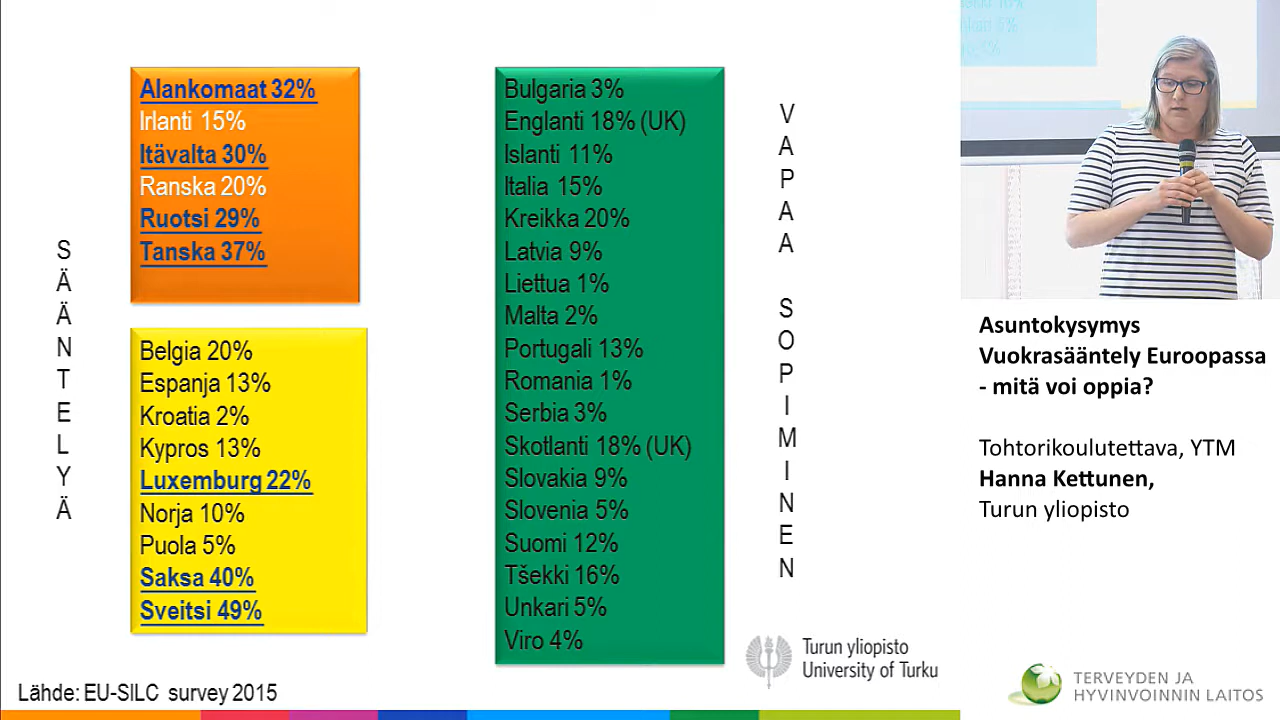 SÄÄNTELYÄ
Alankomaat 32%
Irlanti 15%
Itävalta 30%
Ranska 20%
Ruotsi 29%
Tanska 37%
Belgia 20%
Espanja 13%
Kroatia 2%
Kypros 13%
Luxemburg 22%
Norja 10%
Puola 5%
Saksa 40%
Sveitsi 49%
Bulgaria 3%
Englanti 18% (UK)
Islanti 11%
Italia 15%
Kreikka 20%
Latvia 9%
Liettua 1%
Malta 2%
Portugali 13%
Romania 1%
Serbia 3%
Skotlanti 18% (UK)
Slovakia 9%
Slovenia 5%
Suomi 12%
Tšekki 16%
Unkari 5%
Viro 4%
VAPAA SOPIMINEN
Lähde: EU-SILC survey 2015
Turun yliopisto
University of Turku
Asuntokysymys
Vuokrasääntely Euroopassa
- mitä voi oppia?
Tohtorikoulutettava, YTM
Hanna Kettunen,
Turun yliopisto
TERVEYDEN JA
HYVINVOINNIN LAITOS